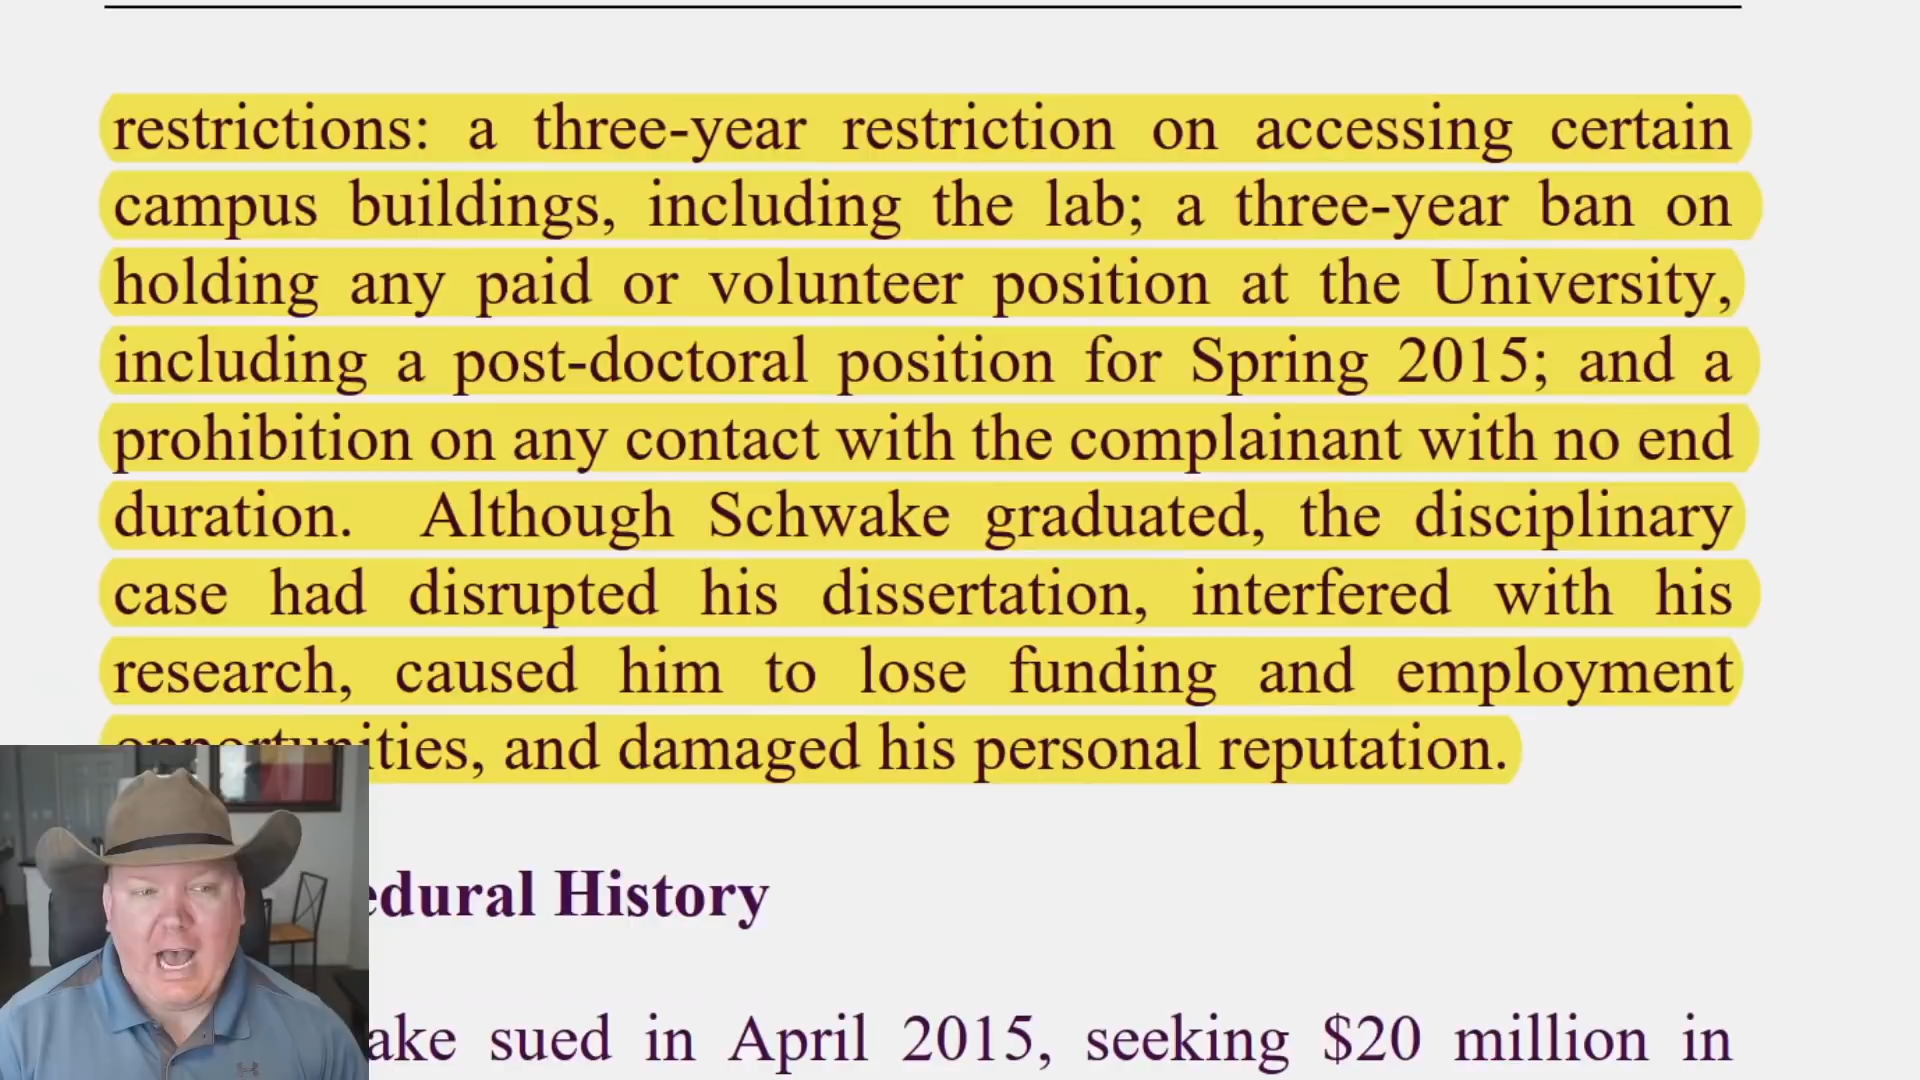 restrictions: a three-year restriction on accessing certain
campus buildings, including the lab; a three-year ban on
holding any paid or volunteer position at the University,
including a post-doctoral position for Spring 2015; and a
prohibition on any contact with the complainant with no end
duration. Although Schwake graduated, the disciplinary
case had disrupted his dissertation, interfered with his
research, caused him to lose funding and employment
opportunities, and damaged his personal reputation.
edural History
ake sued in April 2015, seeking $20 million in